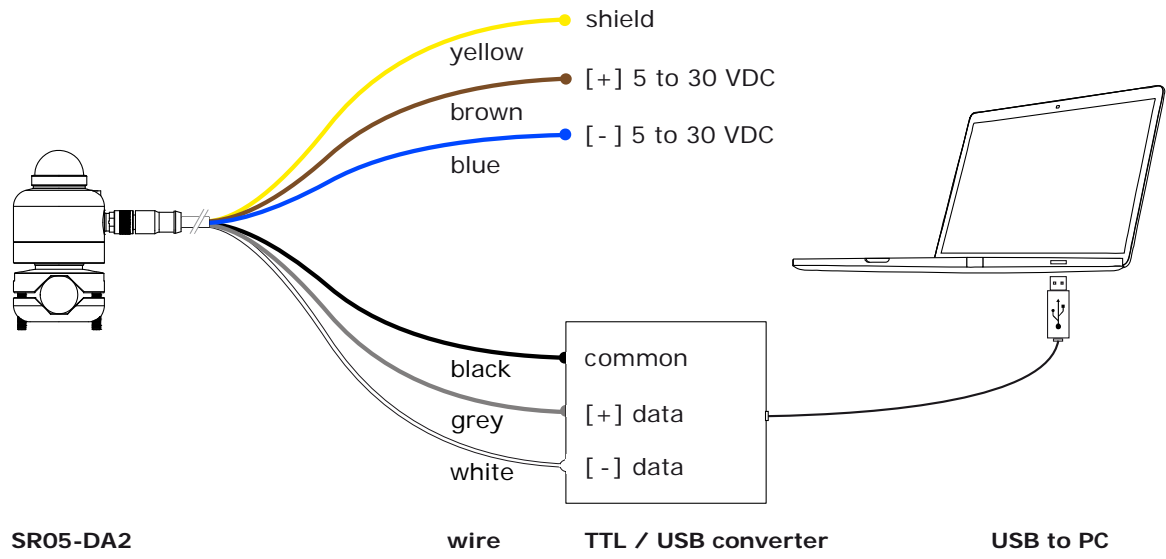 shield
yellow
[+] 5 to 30 VDC
brown
[-] 5 to 30 VDC
blue
black
common
grey
[+] data
white
[-] data
SR05-DA2 wire TTL / USB converter USB to PC